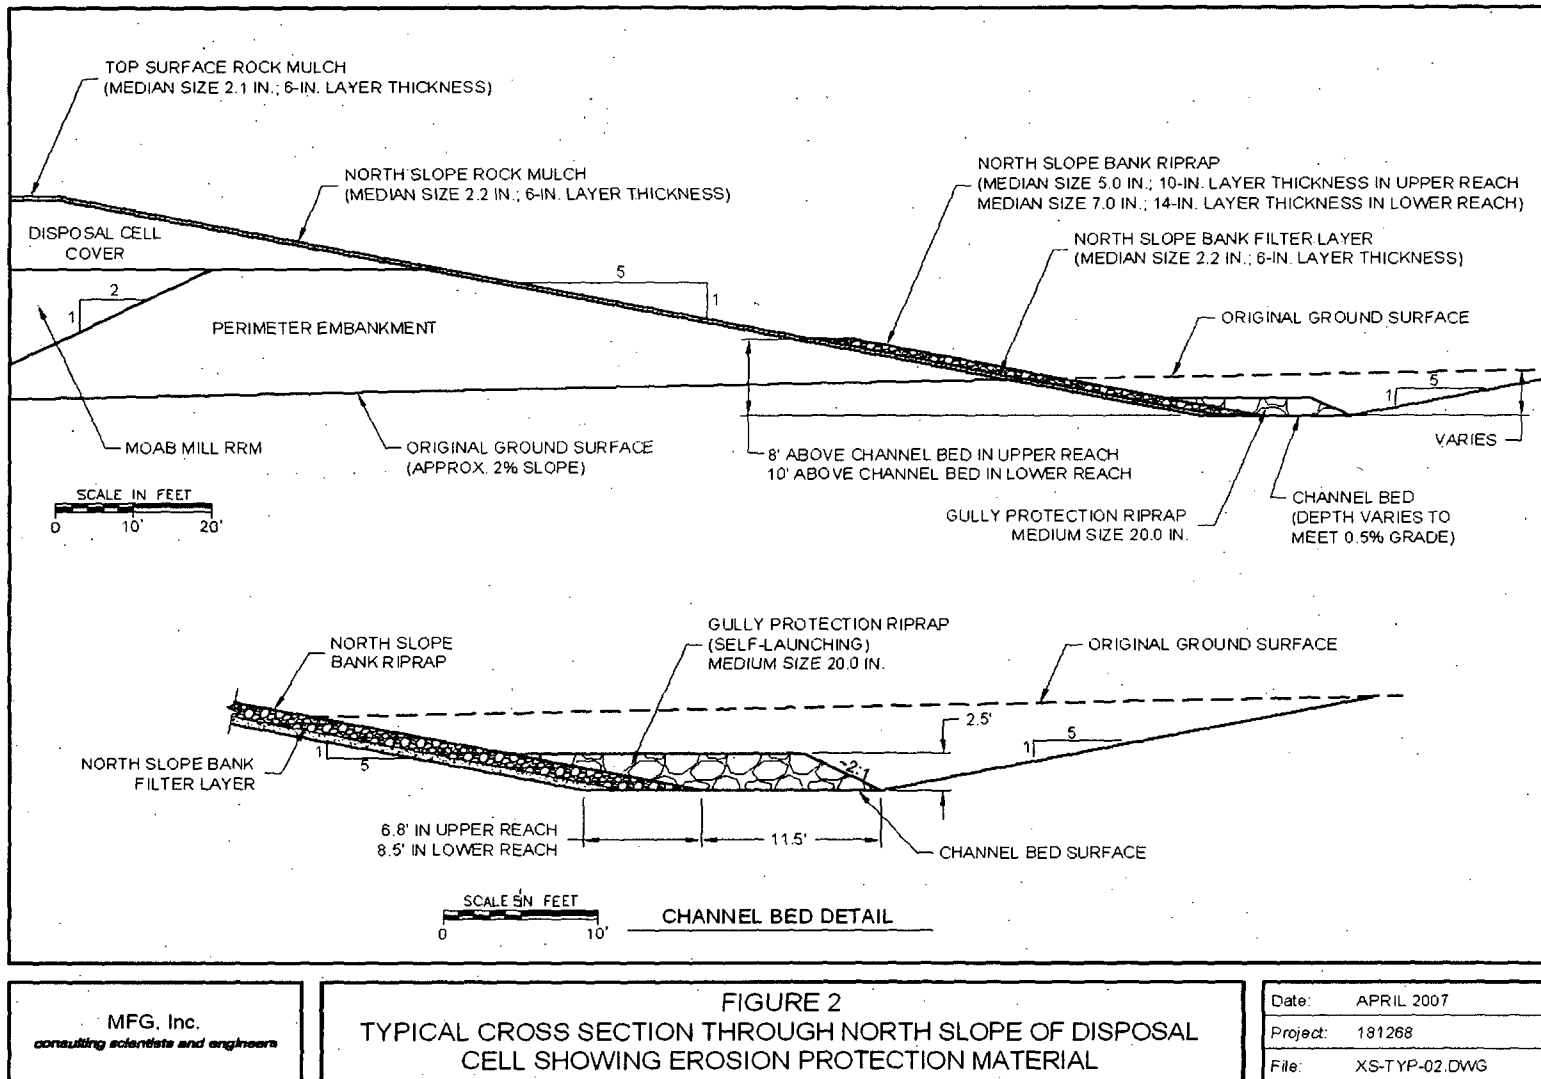 TOP SURFACE ROCK MULCH
(MEDIAN SIZE 2.1 IN.; 6-IN. LAYER THICKNESS)
NORTH SLOPE ROCK MULCH
(MEDIAN SIZE 2.2 IN.; 6-IN. LAYER THICKNESS)
NORTH SLOPE BANK RIPRAP
(MEDIAN SIZE 5.0 IN.; 10-IN. LAYER THICKNESS IN UPPER REACH
MEDIAN SIZE 7.0 IN.; 14-IN. LAYER THICKNESS IN LOWER REACH)
NORTH SLOPE BANK FILTER LAYER
(MEDIAN SIZE 2.2 IN.; 6-IN. LAYER THICKNESS)
DISPOSAL CELL
COVER
5
1
2
1
PERIMETER EMBANKMENT
ORIGINAL GROUND SURFACE
5
1
MOAB MILL RRM
ORIGINAL GROUND SURFACE
(APPROX. 2% SLOPE)
8' ABOVE CHANNEL BED IN UPPER REACH
10' ABOVE CHANNEL BED IN LOWER REACH
VARIES
SCALE IN FEET
0 10' 20'
GULLY PROTECTION RIPRAP
MEDIUM SIZE 20.0 IN.
CHANNEL BED
(DEPTH VARIES TO
MEET 0.5% GRADE)
NORTH SLOPE
BANK RIPRAP
GULLY PROTECTION RIPRAP
(SELF-LAUNCHING)
MEDIUM SIZE 20.0 IN.
ORIGINAL GROUND SURFACE
2.5'
1
5
1
5
~2:1
NORTH SLOPE BANK
FILTER LAYER
6.8' IN UPPER REACH
8.5' IN LOWER REACH
11.5'
CHANNEL BED SURFACE
SCALE IN FEET
0 10'
CHANNEL BED DETAIL
MFG, Inc.
consulting scientists and engineers
FIGURE 2
TYPICAL CROSS SECTION THROUGH NORTH SLOPE OF DISPOSAL
CELL SHOWING EROSION PROTECTION MATERIAL
Date: APRIL 2007
Project: 181268
File: XS-TYP-02.DWG